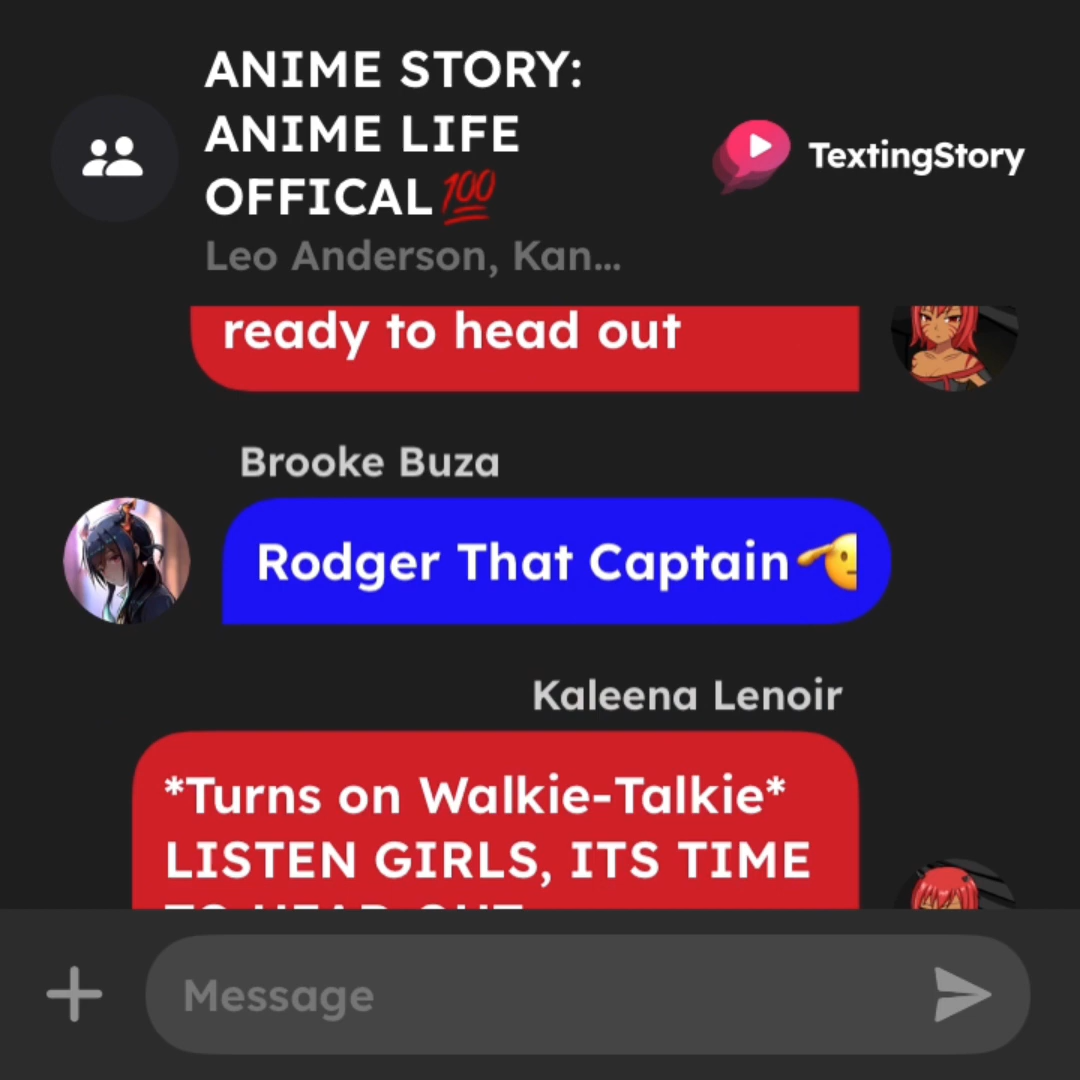 ANIME STORY:
ANIME LIFE
OFFICAL💯
TextingStory
Leo Anderson, Kan...
ready to head out
Brooke Buza
Rodger That Captain
Kaleena Lenoir
*Turns on Walkie-Talkie*
LISTEN GIRLS, ITS TIME
Message